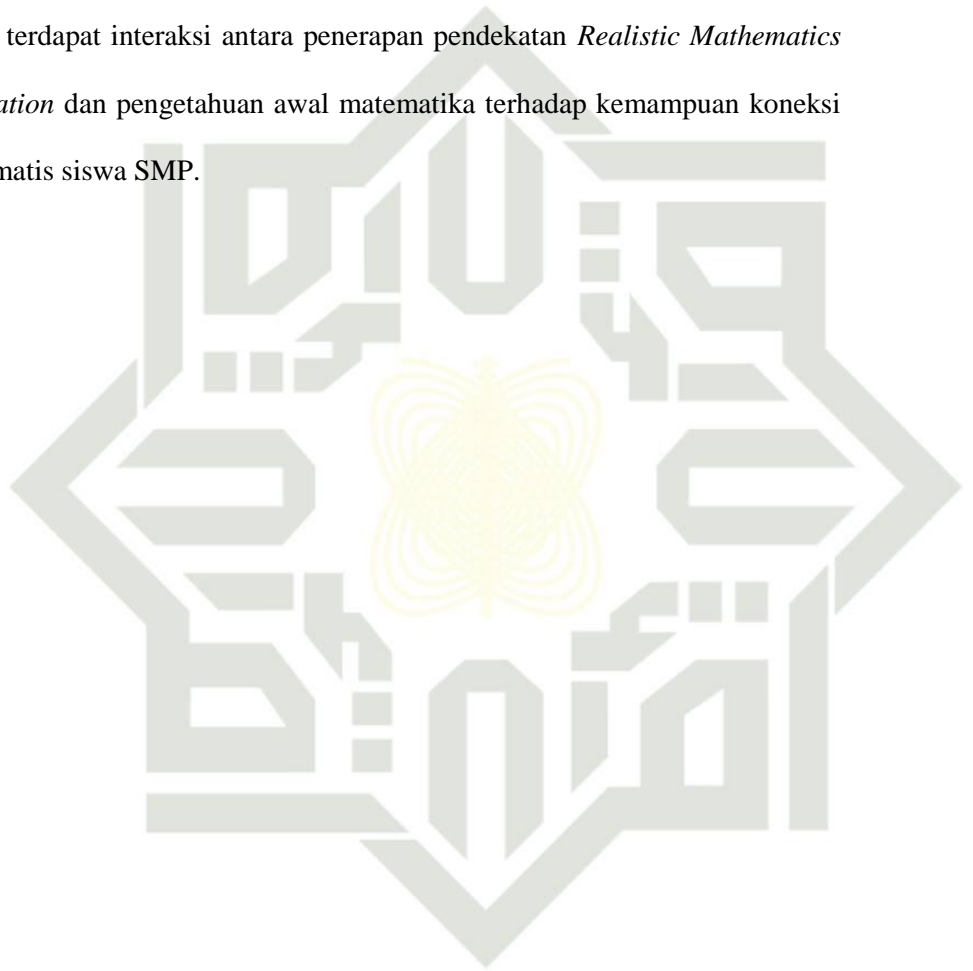 terdapat interaksi antara penerapan pendekatan Realistic Mathematics
ation dan pengetahuan awal matematika terhadap kemampuan koneksi
matis siswa SMP.